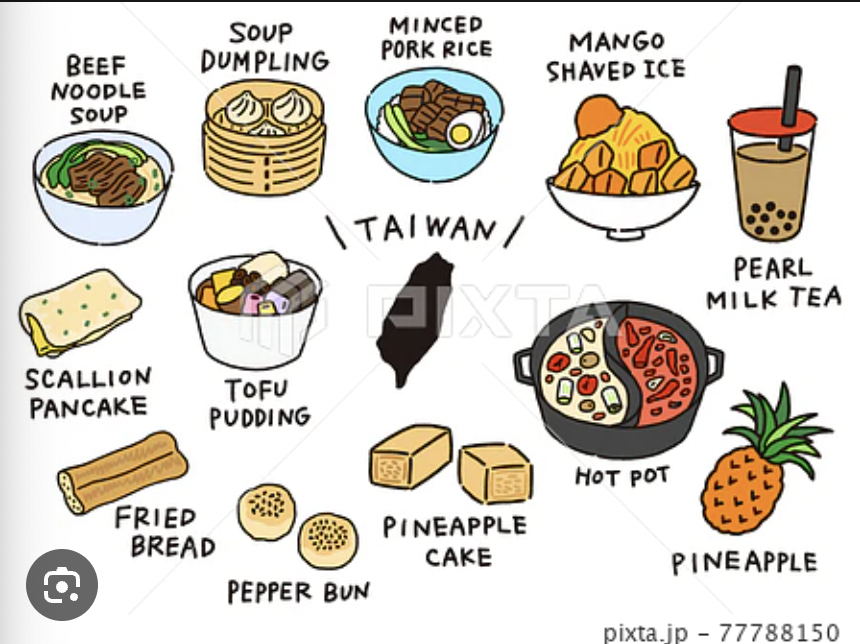 BEEF
NOODLE
SOUP
SOUP
DUMPLING
MINCED
PORK RICE
MANGO
SHAVED ICE
PEARL
MILK TEA
\ TAIWAN /
SCALLION
PANCAKE
TOFU
PUDDING
HOT POT
FRIED
BREAD
PEPPER BUN
PINEAPPLE
CAKE
PINEAPPLE
PIXTA
pixta.jp - 77788150